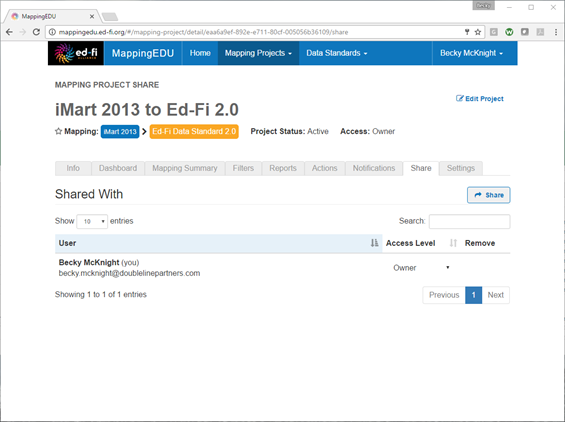 Becky
MappingEDU
mappingedu.ed-fi.org/#/mapping-project/detail/eaa6a9ef-892e-e711-80cf-005056b36109/share
ed-fi ALLIANCE MappingEDU Home Mapping Projects Data Standards Becky McKnight
MAPPING PROJECT SHARE
iMart 2013 to Ed-Fi 2.0
Edit Project
Mapping: iMart 2013 > Ed-Fi Data Standard 2.0 Project Status: Active Access: Owner
Info Dashboard Mapping Summary Filters Reports Actions Notifications Share Settings
Shared With Share
Show 10 entries Search:
User Access Level Remove
Becky McKnight (you)
becky.mcknight@doublelinepartners.com
Owner
Showing 1 to 1 of 1 entries Previous 1 Next